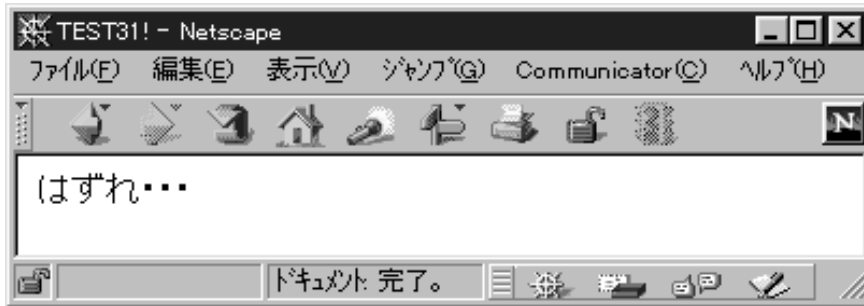 TEST31! - Netscape
ﾌｧｲﾙ(F) 編集(E) 表示(V) ｼﾞｬﾝﾌﾟ(G) Communicator(C) ﾍﾙﾌﾟ(H)
N
はずれ・・・
ﾄﾞｷｭﾒﾝﾄ: 完了。